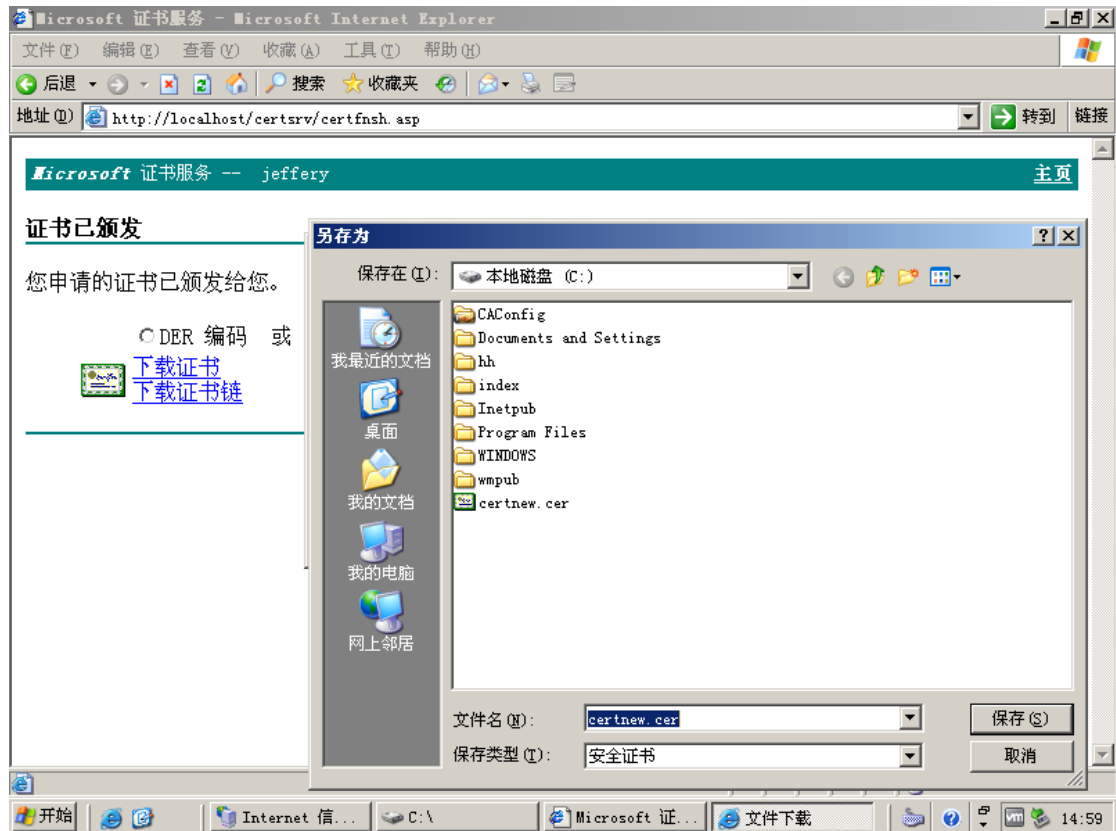 Microsoft 证书服务 - Microsoft Internet Explorer
文件(F) 编辑(E) 查看(V) 收藏(A) 工具(T) 帮助(H)
后退 搜索 收藏夹
地址(D) http://localhost/certsrv/certfnsh.asp 转到 链接
Microsoft 证书服务 -- jeffery 主页
证书已颁发
您申请的证书已颁发给您。
DER 编码 或
下载证书
下载证书链
另存为
保存在(I): 本地磁盘 (C:)
我最近的文档
桌面
我的文档
我的电脑
网上邻居
CAConfig
Documents and Settings
hh
index
Inetpub
Program Files
WINDOWS
wmpub
certnew.cer
文件名(N): certnew.cer 保存(S)
保存类型(T): 安全证书 取消
开始 Internet 信... C:\ Microsoft 证... 文件下载 14:59